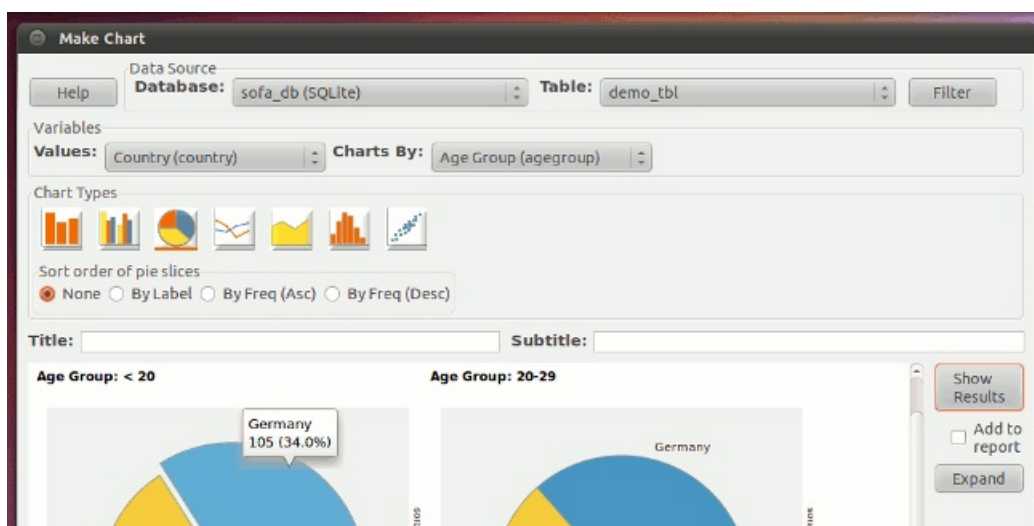 Make Chart
Data Source
Help Database: sofa_db (SQLite) Table: demo_tbl Filter
Variables
Values: Country (country) Charts By: Age Group (agegroup)
Chart Types
Sort order of pie slices
None By Label By Freq (Asc) By Freq (Desc)
Title: Subtitle:
Age Group: < 20 Age Group: 20-29
Show
Results
Germany
105 (34.0%)
Germany
Add to
report
Expand